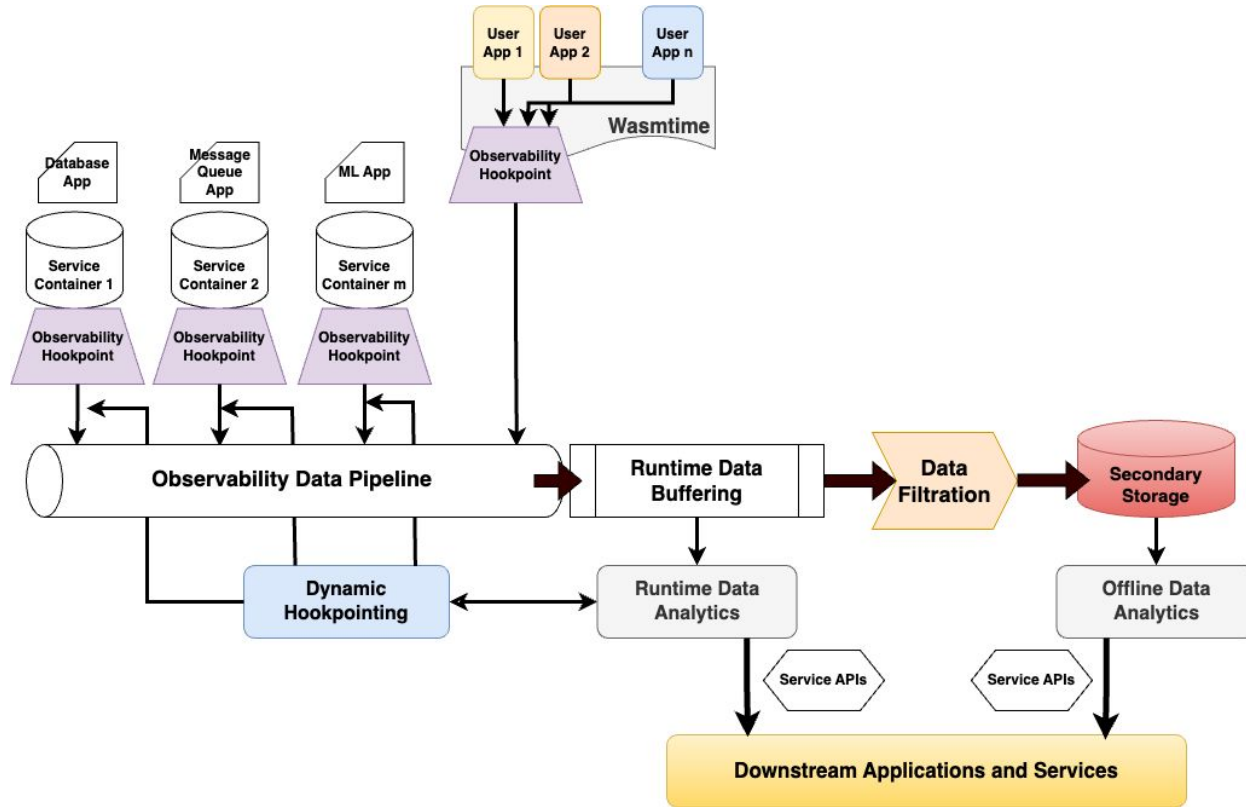 User
App 1
User
App 2
User
App n
Wasmtime
Observability
Hookpoint
Database
App
Message
Queue
App
ML App
Service
Container 1
Service
Container 2
Service
Container m
Observability
Hookpoint
Observability
Hookpoint
Observability
Hookpoint
Observability Data Pipeline
Runtime Data
Buffering
Data
Filtration
Secondary
Storage
Dynamic
Hookpointing
Runtime Data
Analytics
Offline Data
Analytics
Service APIs
Service APIs
Downstream Applications and Services